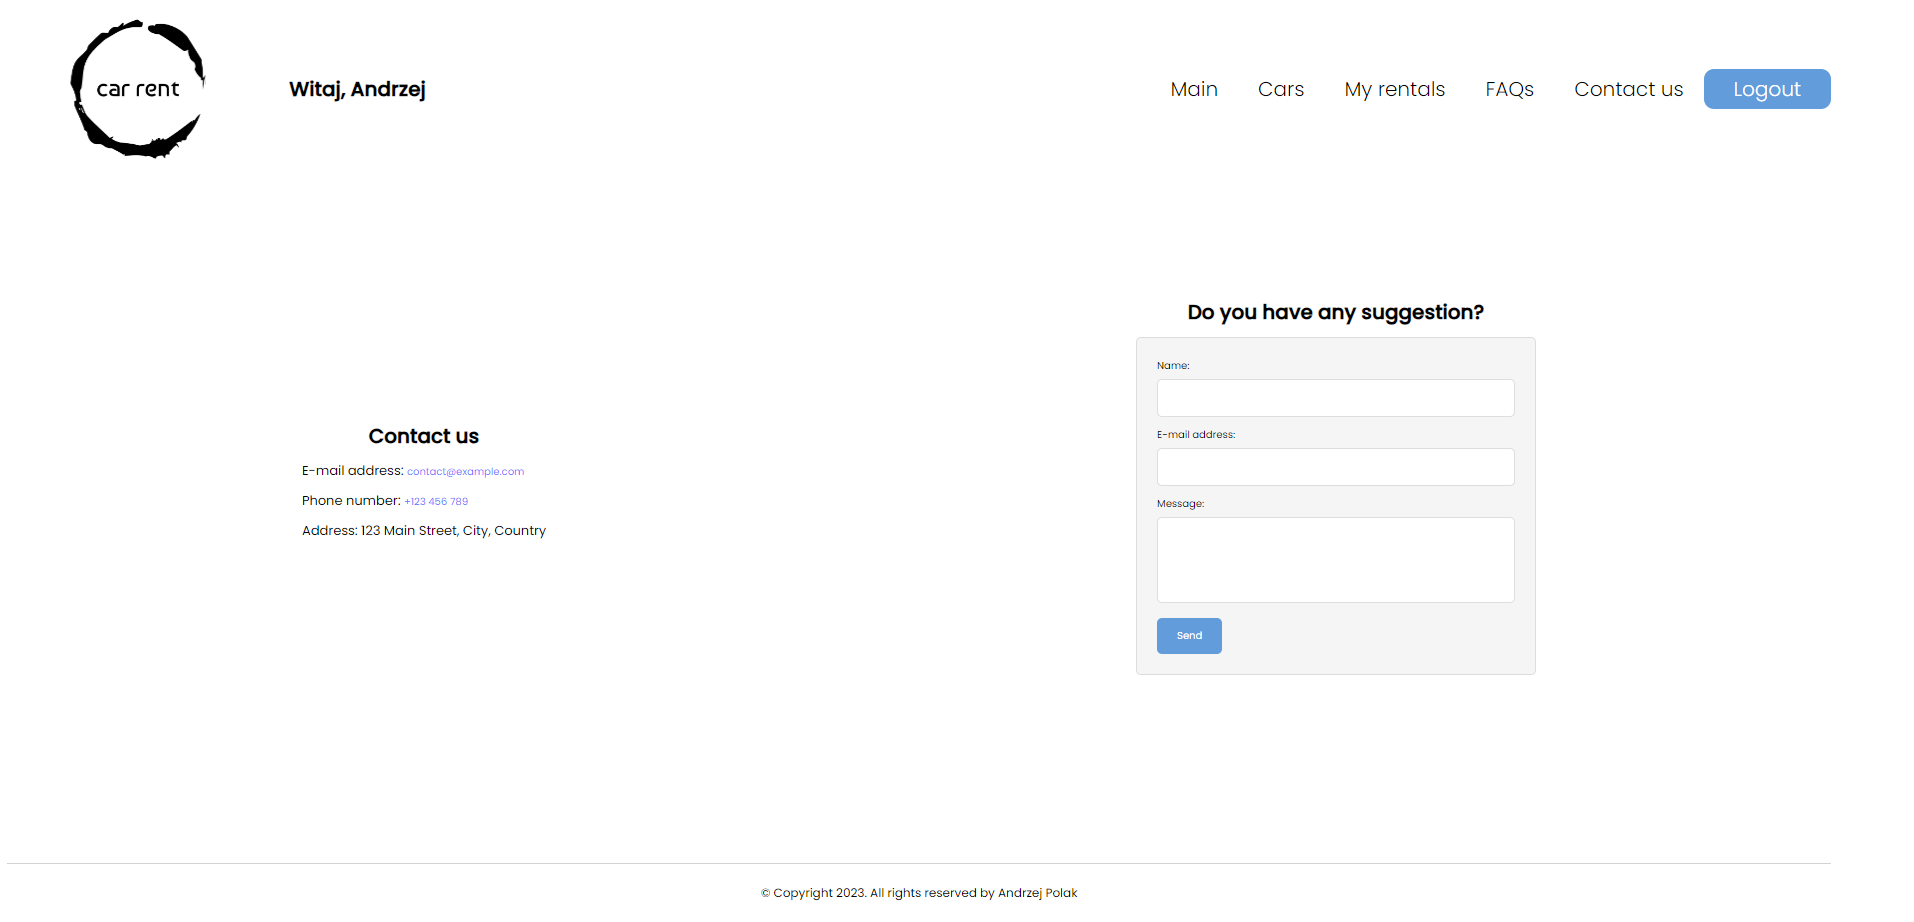 car rent
Witaj, Andrzej
Main Cars My rentals FAQs Contact us Logout
Contact us
E-mail address: contact@example.com
Phone number: +123 456 789
Address: 123 Main Street, City, Country
Do you have any suggestion?
Name:
E-mail address:
Message:
Send
© Copyright 2023. All rights reserved by Andrzej Polak